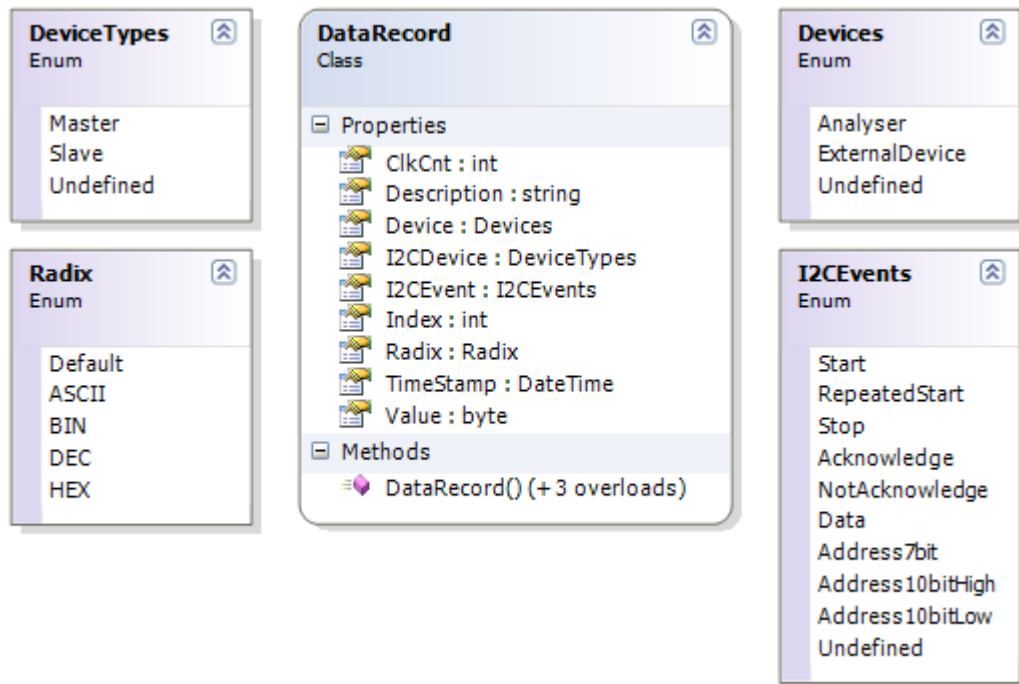 DeviceTypes
Enum
Master
Slave
Undefined
Radix
Enum
Default
ASCII
BIN
DEC
HEX
DataRecord
Class
Properties
ClkCnt : int
Description : string
Device : Devices
I2CDevice : DeviceTypes
I2CEvent : I2CEvents
Index : int
Radix : Radix
TimeStamp : DateTime
Value : byte
Methods
DataRecord() (+ 3 overloads)
Devices
Enum
Analyser
ExternalDevice
Undefined
I2CEvents
Enum
Start
RepeatedStart
Stop
Acknowledge
NotAcknowledge
Data
Address7bit
Address10bitHigh
Address10bitLow
Undefined